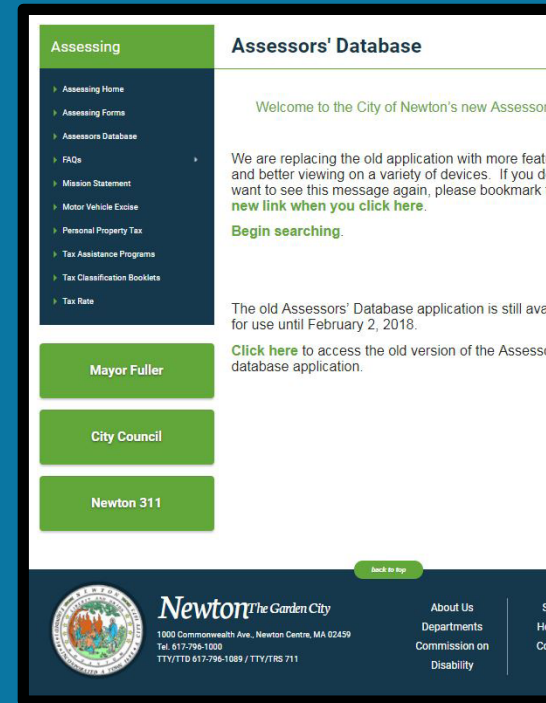 Assessing
Assessing Home
Assessing Forms
Assessors Database
FAQs
Mission Statement
Motor Vehicle Excise
Personal Property Tax
Tax Assistance Programs
Tax Classification Booklets
Tax Rate
Mayor Fuller
City Council
Newton 311
Assessors' Database
Welcome to the City of Newton's new
We are replacing the old application with more
and better viewing on a variety of devices. If you
want to see this message again, please bookmark
new link when you click here.
Begin searching.
The old Assessors' Database application is still
for use until February 2, 2018.
Click here to access the old version of the
database application.
back to top
Newton The Garden City
1000 Commonwealth Ave., Newton Centre, MA 02459
Tel. 617-796-1000
TTY/TTD 617-796-1089 / TTY/TRS 711
About Us
Departments
Commission on
Disability